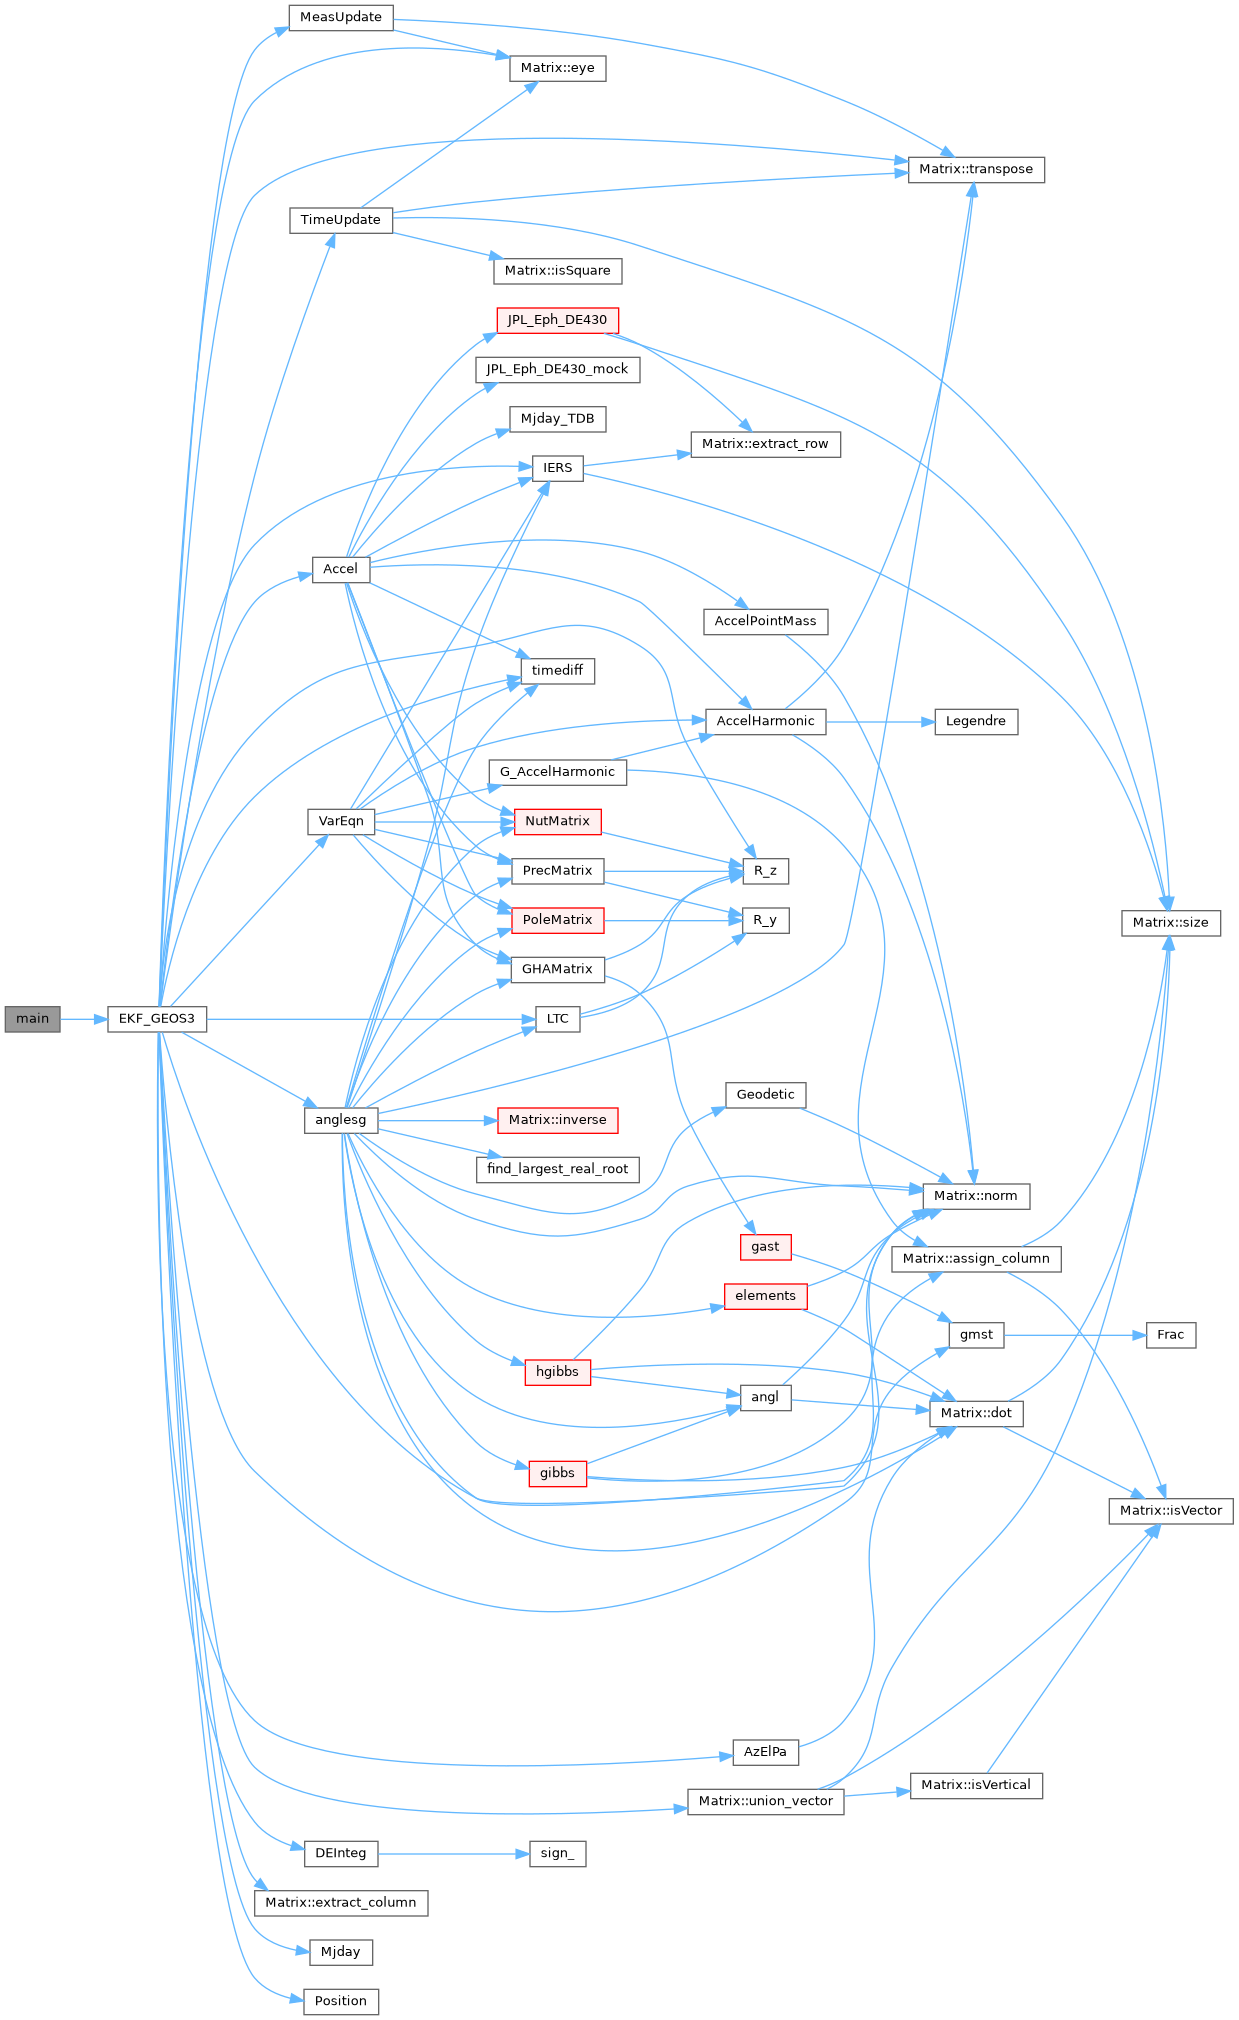 MeasUpdate
Matrix::eye
Matrix::transpose
TimeUpdate
Matrix::isSquare
JPL_Eph_DE430
JPL_Eph_DE430_mock
Mjday_TDB
Matrix::extract_row
IERS
Accel
AccelPointMass
timediff
AccelHarmonic
Legendre
G_AccelHarmonic
VarEqn
NutMatrix
PrecMatrix
R_z
PoleMatrix
R_y
Matrix::size
GHAMatrix
main
EKF_GEOS3
LTC
Geodetic
anglesg
Matrix::inverse
find_largest_real_root
Matrix::norm
gast
Matrix::assign_column
elements
gmst
Frac
hgibbs
angl
Matrix::dot
gibbs
Matrix::isVector
AzElPa
Matrix::isVertical
Matrix::union_vector
DEInteg
sign_
Matrix::extract_column
Mjday
Position